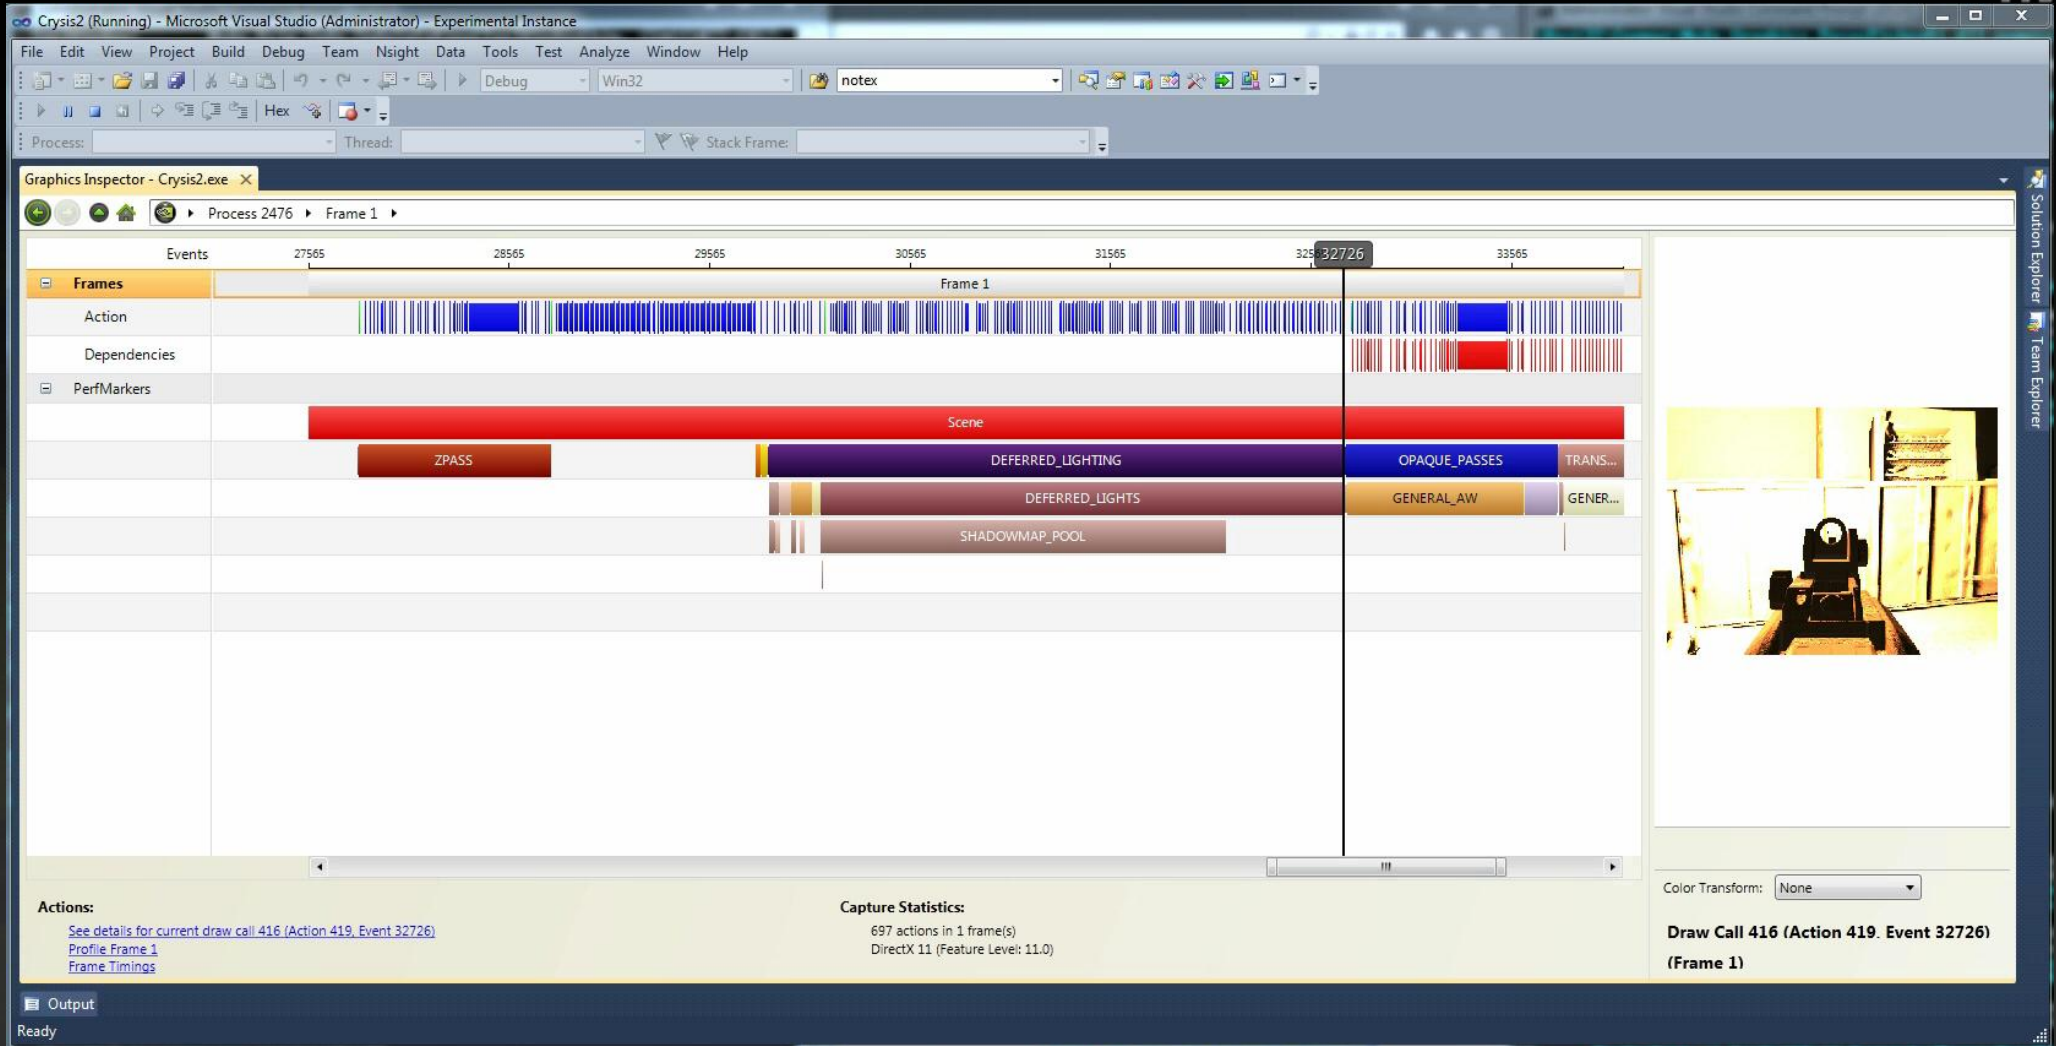 Crysis2 (Running) - Microsoft Visual Studio (Administrator) - Experimental Instance
File Edit View Project Build Debug Team Nsight Data Tools Test Analyze Window Help
Debug Win32 notex
Hex
Process: Thread: Stack Frame:
Graphics Inspector - Crysis2.exe
Process 2476 Frame 1
Solution Explorer
Team Explorer
Events 27565 28565 29565 30565 31565 325 32726 33565
Frames Frame 1
Action
Dependencies
PerfMarkers
Scene
ZPASS DEFERRED_LIGHTING OPAQUE_PASSES TRANS...
DEFERRED_LIGHTS GENERAL_AW GENER...
SHADOWMAP_POOL
Actions:
See details for current draw call 416 (Action 419, Event 32726)
Profile Frame 1
Frame Timings
Capture Statistics:
697 actions in 1 frame(s)
DirectX 11 (Feature Level: 11.0)
Color Transform: None
Draw Call 416 (Action 419, Event 32726)
(Frame 1)
Output
Ready